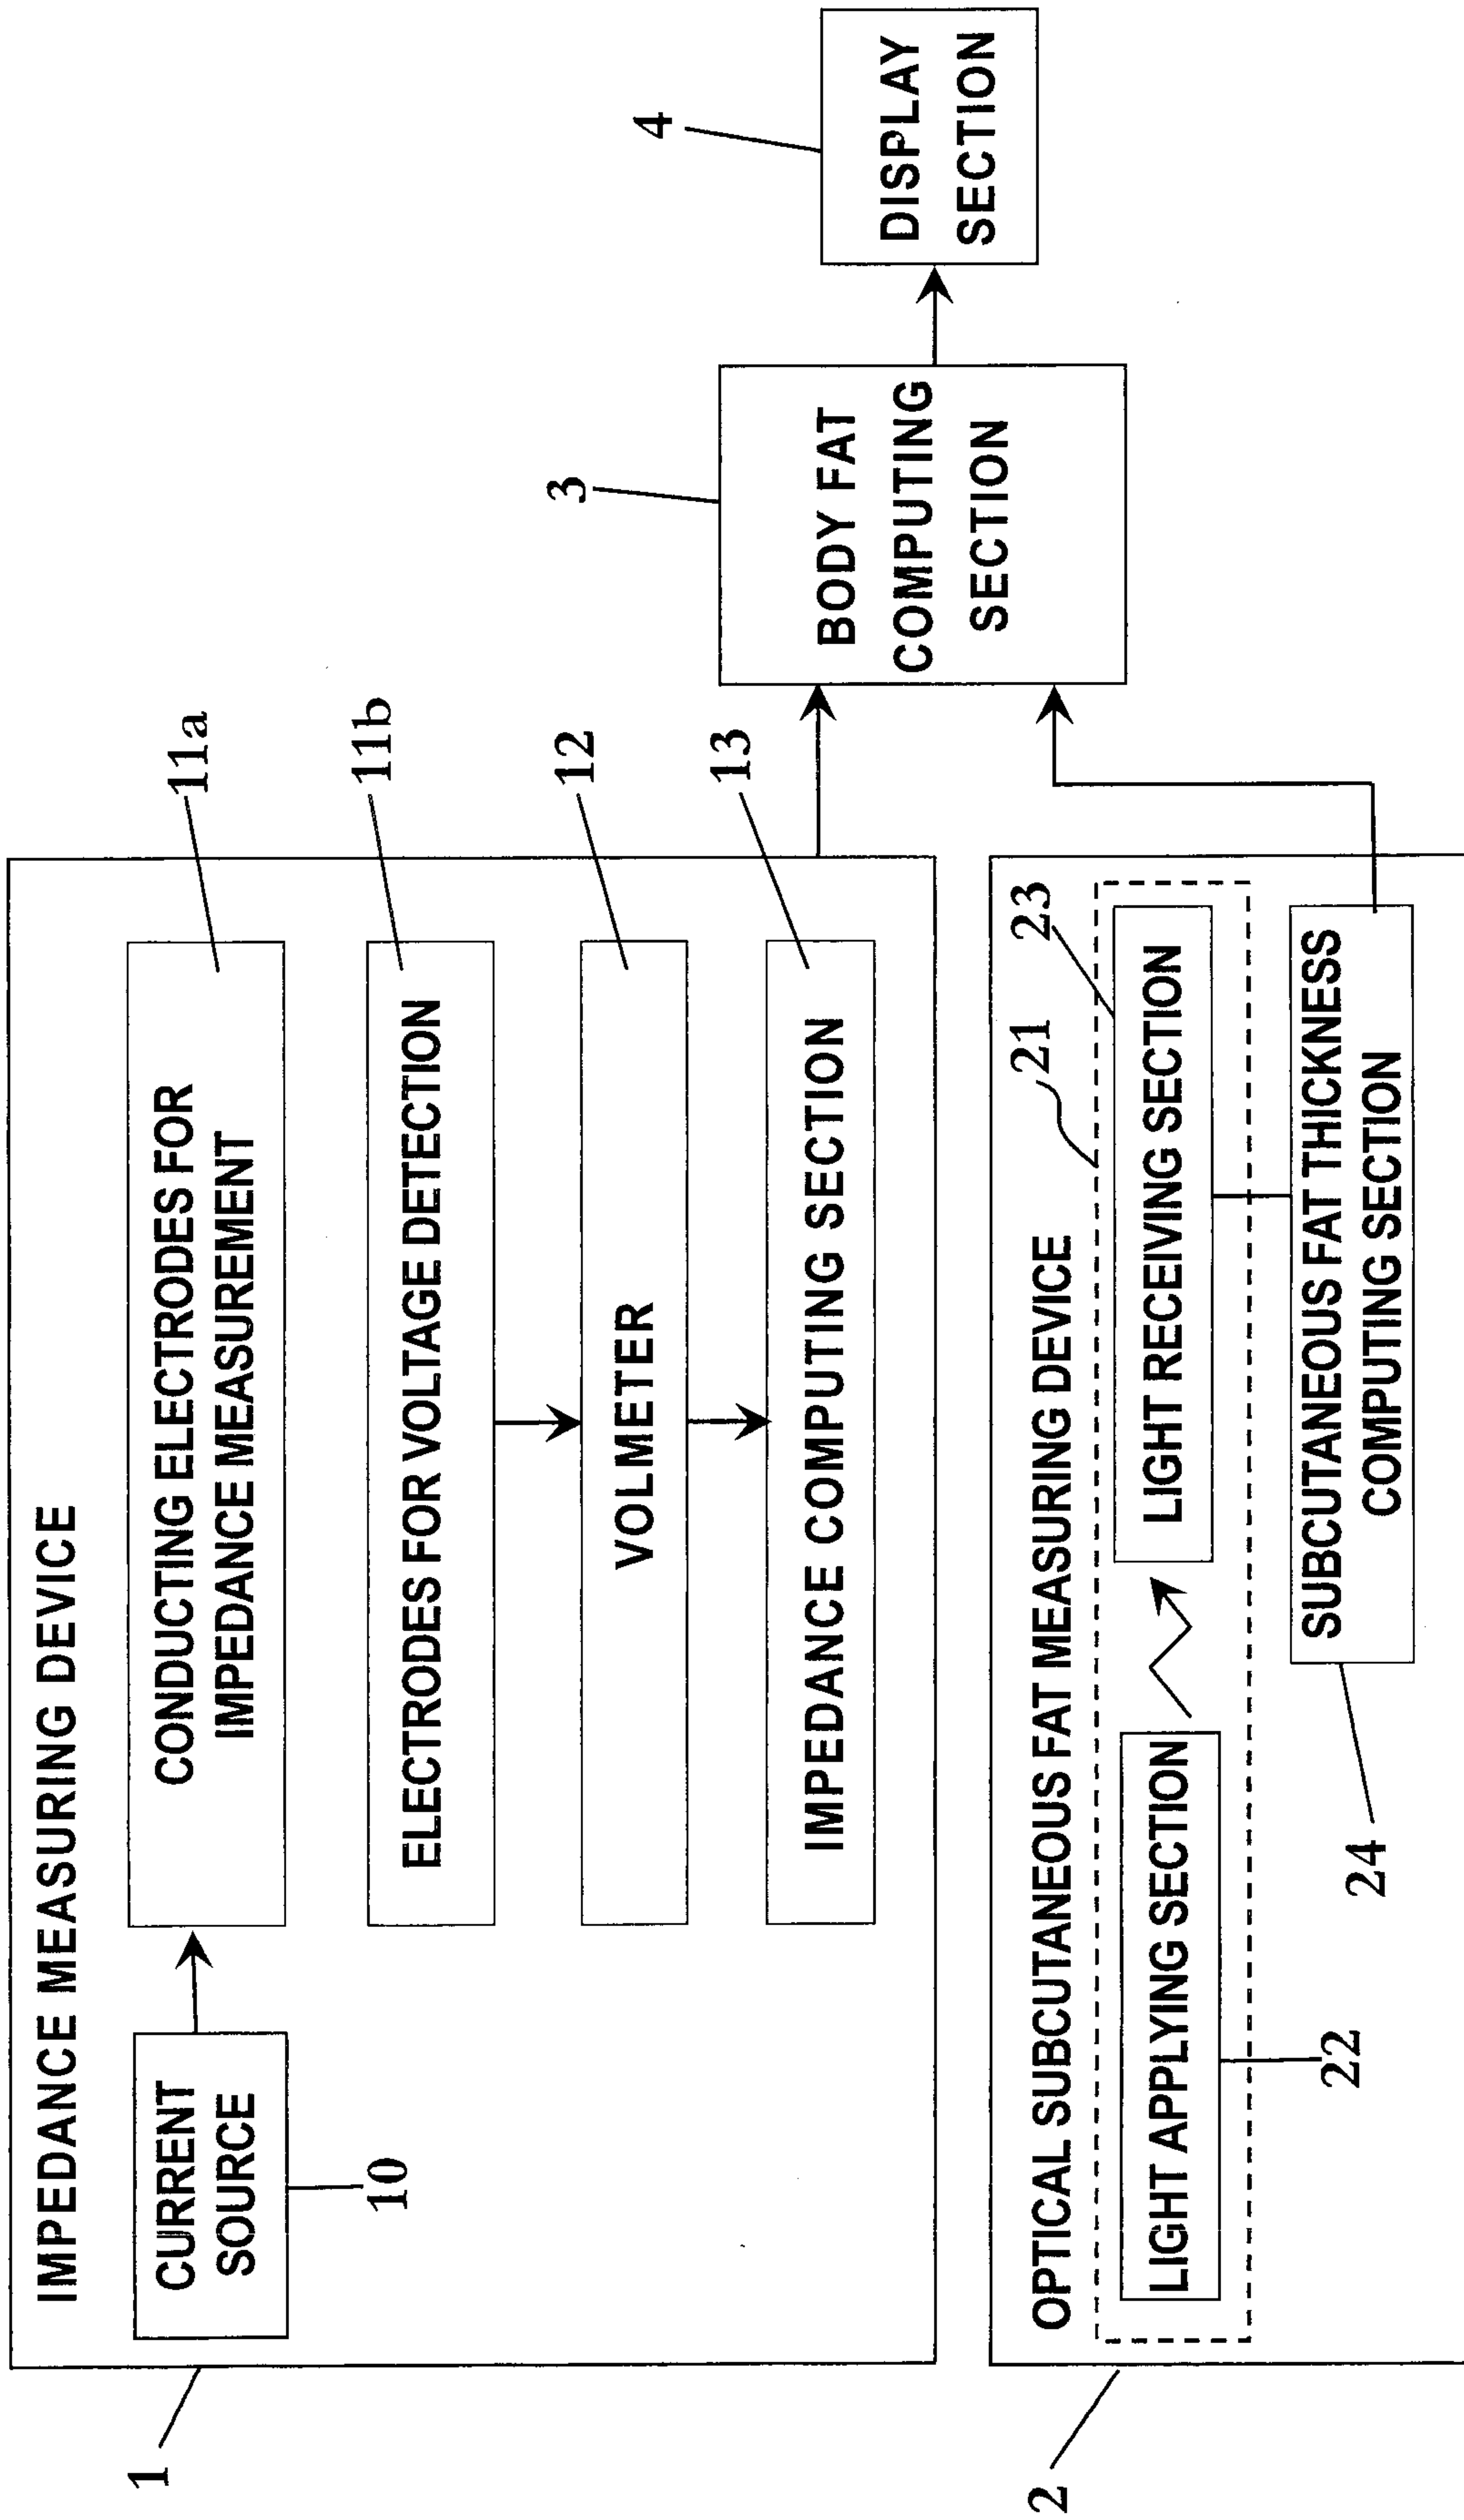 IMPEDANCE MEASURING DEVICE
1
CURRENT
SOURCE
10
CONDUCTING ELECTRODES FOR
IMPEDANCE MEASUREMENT
11a
ELECTRODES FOR VOLTAGE DETECTION
11b
VOLMETER
12
IMPEDANCE COMPUTING SECTION
13
BODY FAT
COMPUTING
SECTION
3
DISPLAY
SECTION
4
OPTICAL SUBCUTANEOUS FAT MEASURING DEVICE
2
21
LIGHT APPLYING SECTION
22
LIGHT RECEIVING SECTION
23
SUBCUTANEOUS FAT THICKNESS
COMPUTING SECTION
24